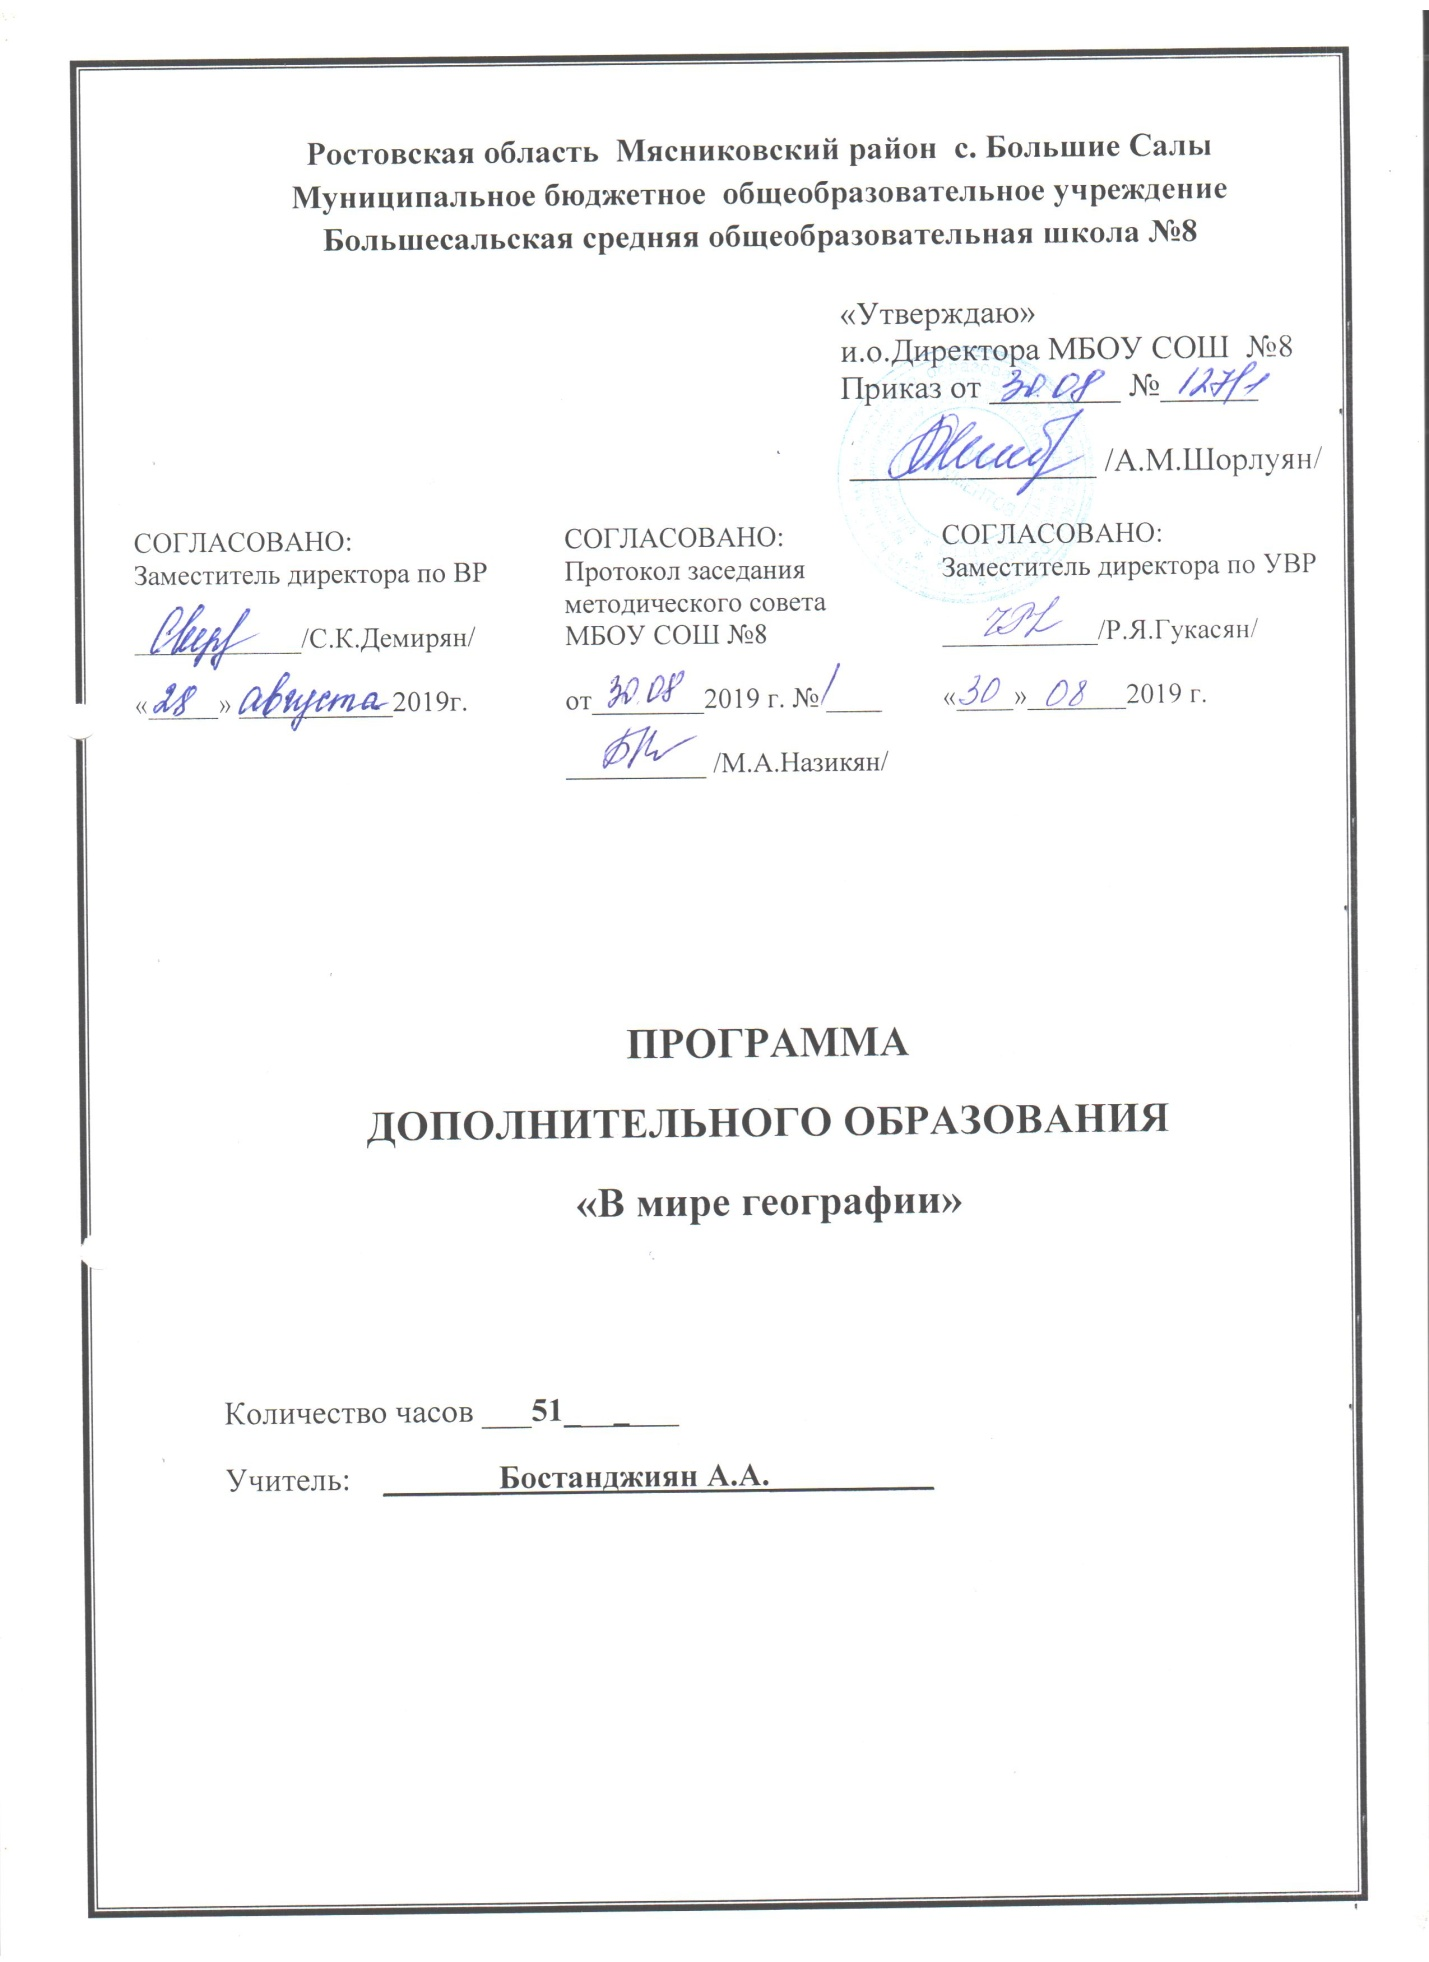 Ростовская область Мясниковский район с. Большие Салы
Муниципальное бюджетное общеобразовательное учреждение
Большесальская средняя общеобразовательная школа №8
«Утверждаю»
и.о.Директора МБОУ СОШ №8
Приказ от 30.08 № 127/1
/А.М.Шорлуян/
СОГЛАСОВАНО:
Заместитель директора по ВР
/С.К.Демирян/
«28» августа 2019г.
СОГЛАСОВАНО:
Протокол заседания
методического совета
МБОУ СОШ №8
от 30.08 2019 г. №1
/М.А.Назикян/
СОГЛАСОВАНО:
Заместитель директора по УВР
/Р.Я.Гукасян/
«30» 08 2019 г.
ПРОГРАММА
ДОПОЛНИТЕЛЬНОГО ОБРАЗОВАНИЯ
«В мире географии»
Количество часов ___51_ _
Учитель: Бостанджиян А.А.